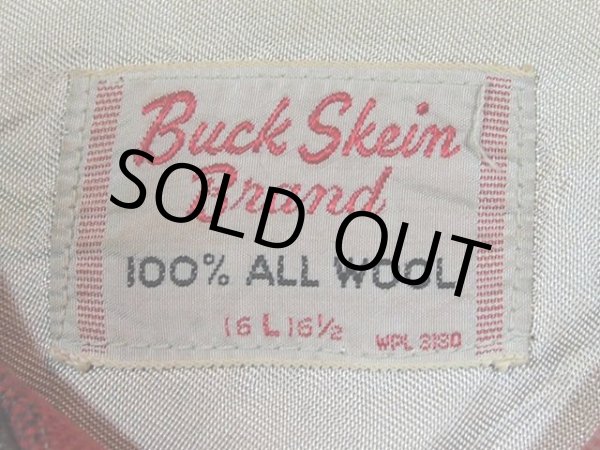 Buck Skein
Brand
SOLD OUT
100% ALL WOOL
16 L 16½
WPL 3130